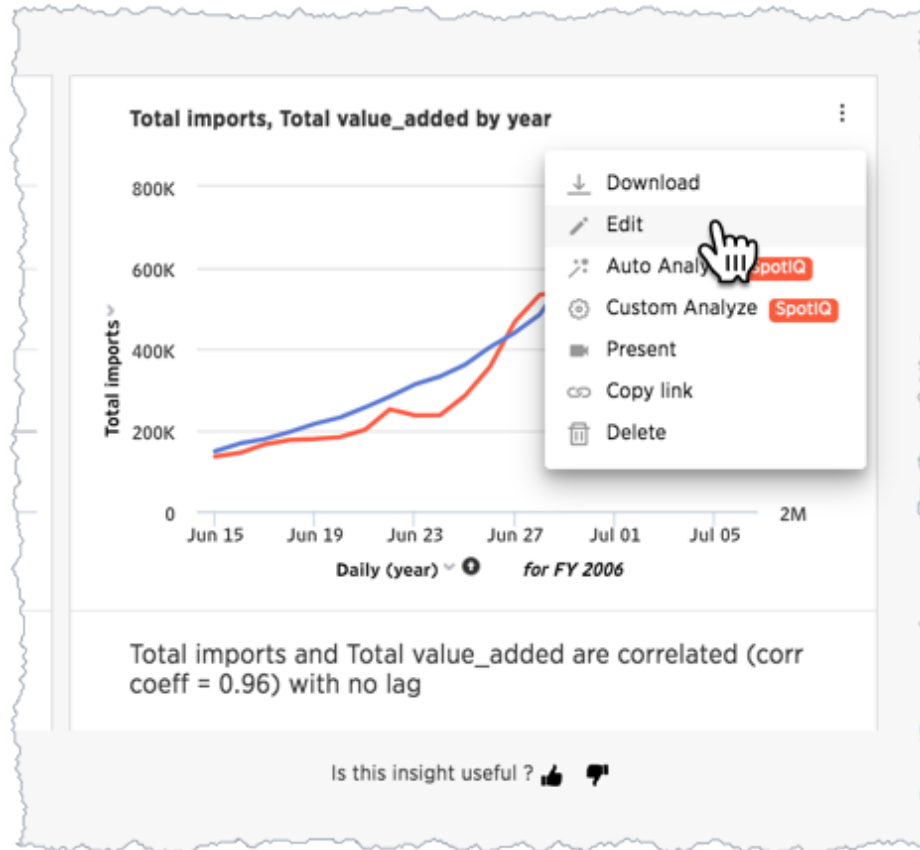 Total imports, Total value_added by year
Download
Edit
Auto Analy
SpotIQ
Custom Analyze SpotIQ
Present
Copy link
Delete
800K
600K
400K
200K
0
Total imports
2M
Jun 15 Jun 19 Jun 23 Jun 27 Jul 01 Jul 05
Daily (year) for FY 2006
Total imports and Total value_added are correlated (corr
coeff = 0.96) with no lag
Is this insight useful ?